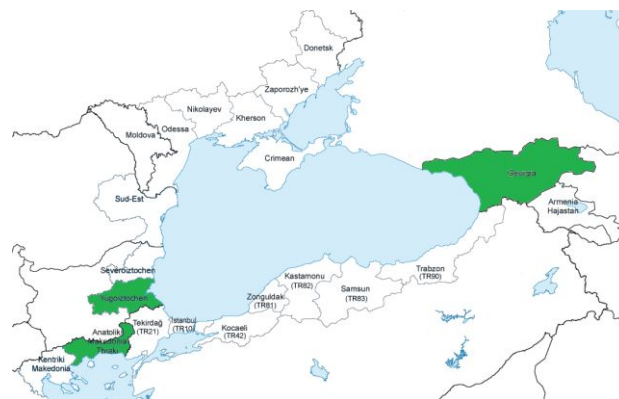 Donetsk
Zaporozh'ye
Nikolayev
Kherson
Odessa
Moldova
Crimean
Georgia
Sud-Est
Armenia
Hajastan
Severoiztochen
Trabzon
(TR90)
Kastamonu
(TR82)
Samsun
(TR83)
Zonguldak
(TR81)
Yugoiztochen
Tekirdağ
(TR21)
İstanbul
(TR10)
Kocaeli
(TR42)
Anatoliki
Makedonia
Thraki
Kentriki
Makedonia